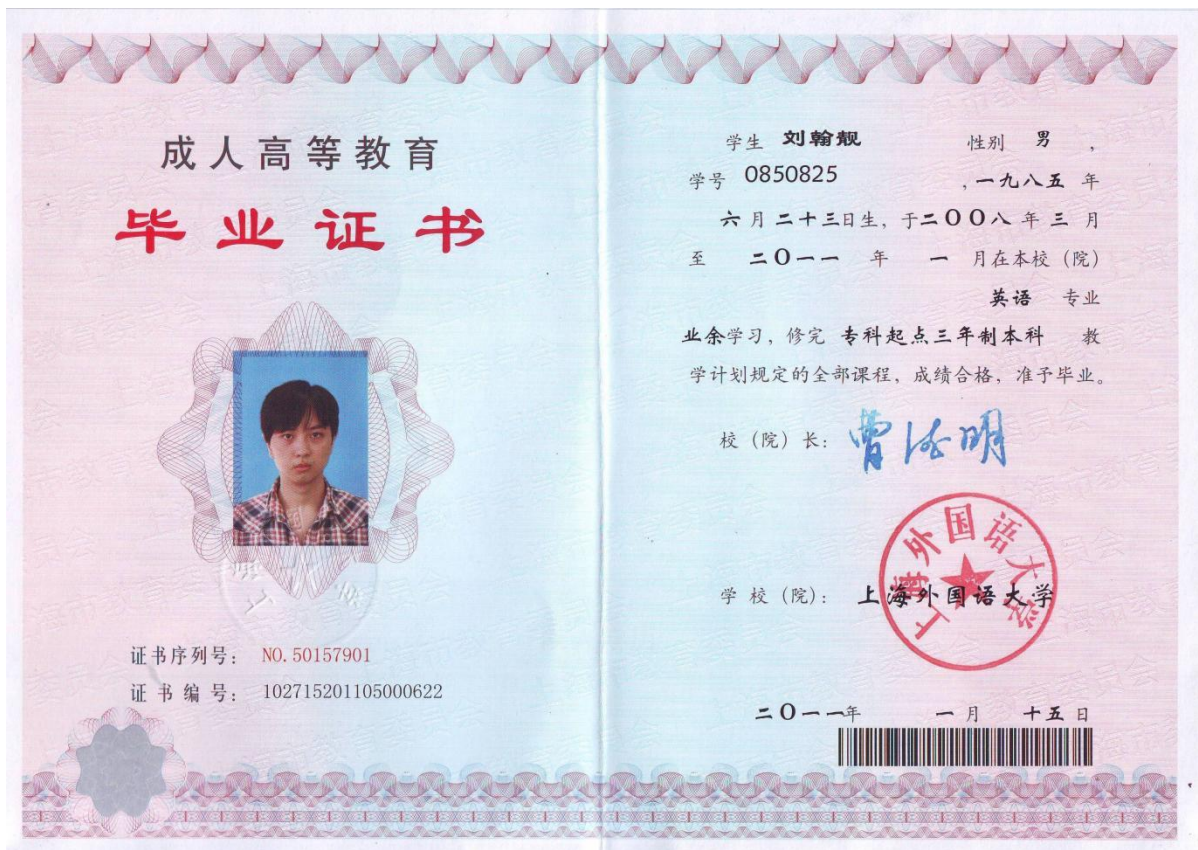 成人高等教育
毕业证书
证书序列号： NO.50157901
证书编号： 102715201105000622
学生 刘翰靓 性别 男 ，
学号 0850825 ，一九八五 年
六 月 二十三日生，于二〇〇八 年 三 月
至 二〇一一 年 一 月在本校（院）
英语 专业
业余学习，修完 专科起点三年制本科 教
学计划规定的全部课程，成绩合格，准予毕业。
校（院）长： 曹德明
上海外国语大学
学校（院）： 上海外国语大学
二〇一一年 一 月 十五 日